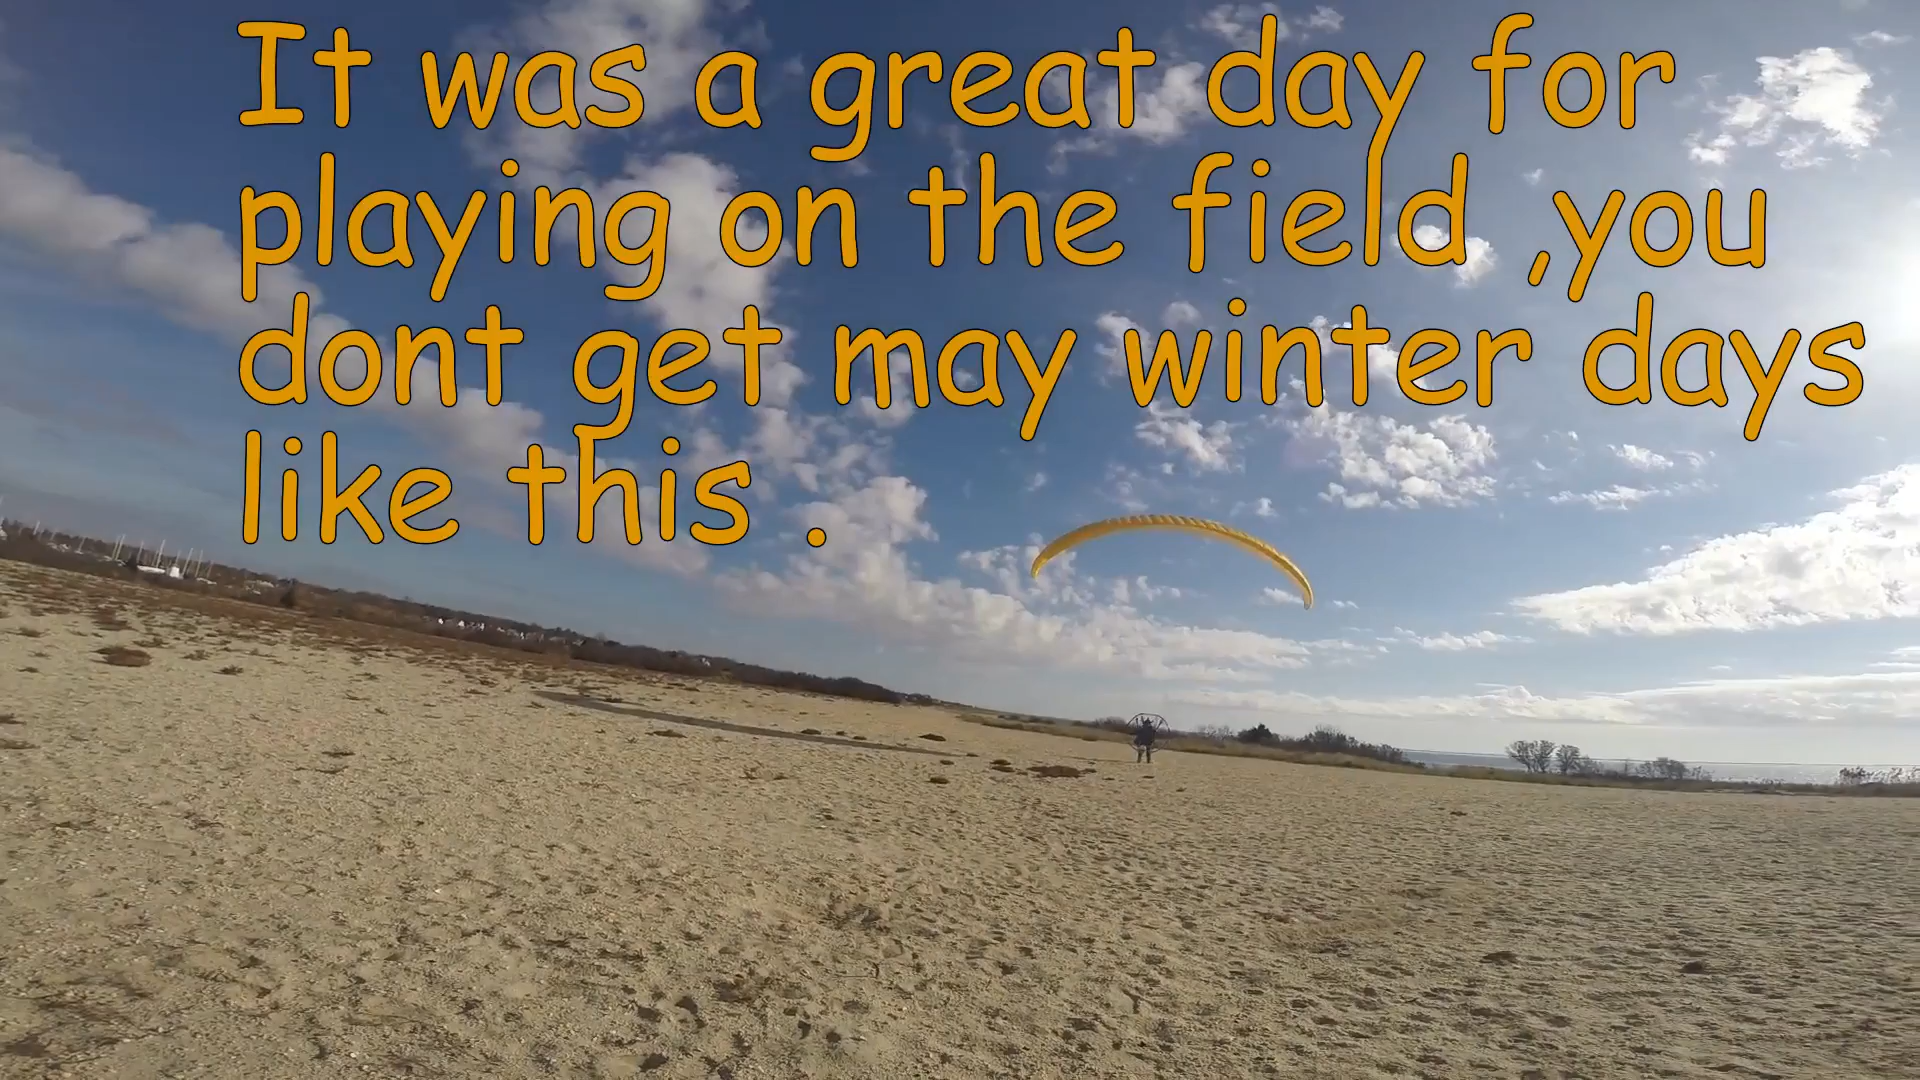 It was a great day for
playing on the field ,you
dont get may winter days
like this .